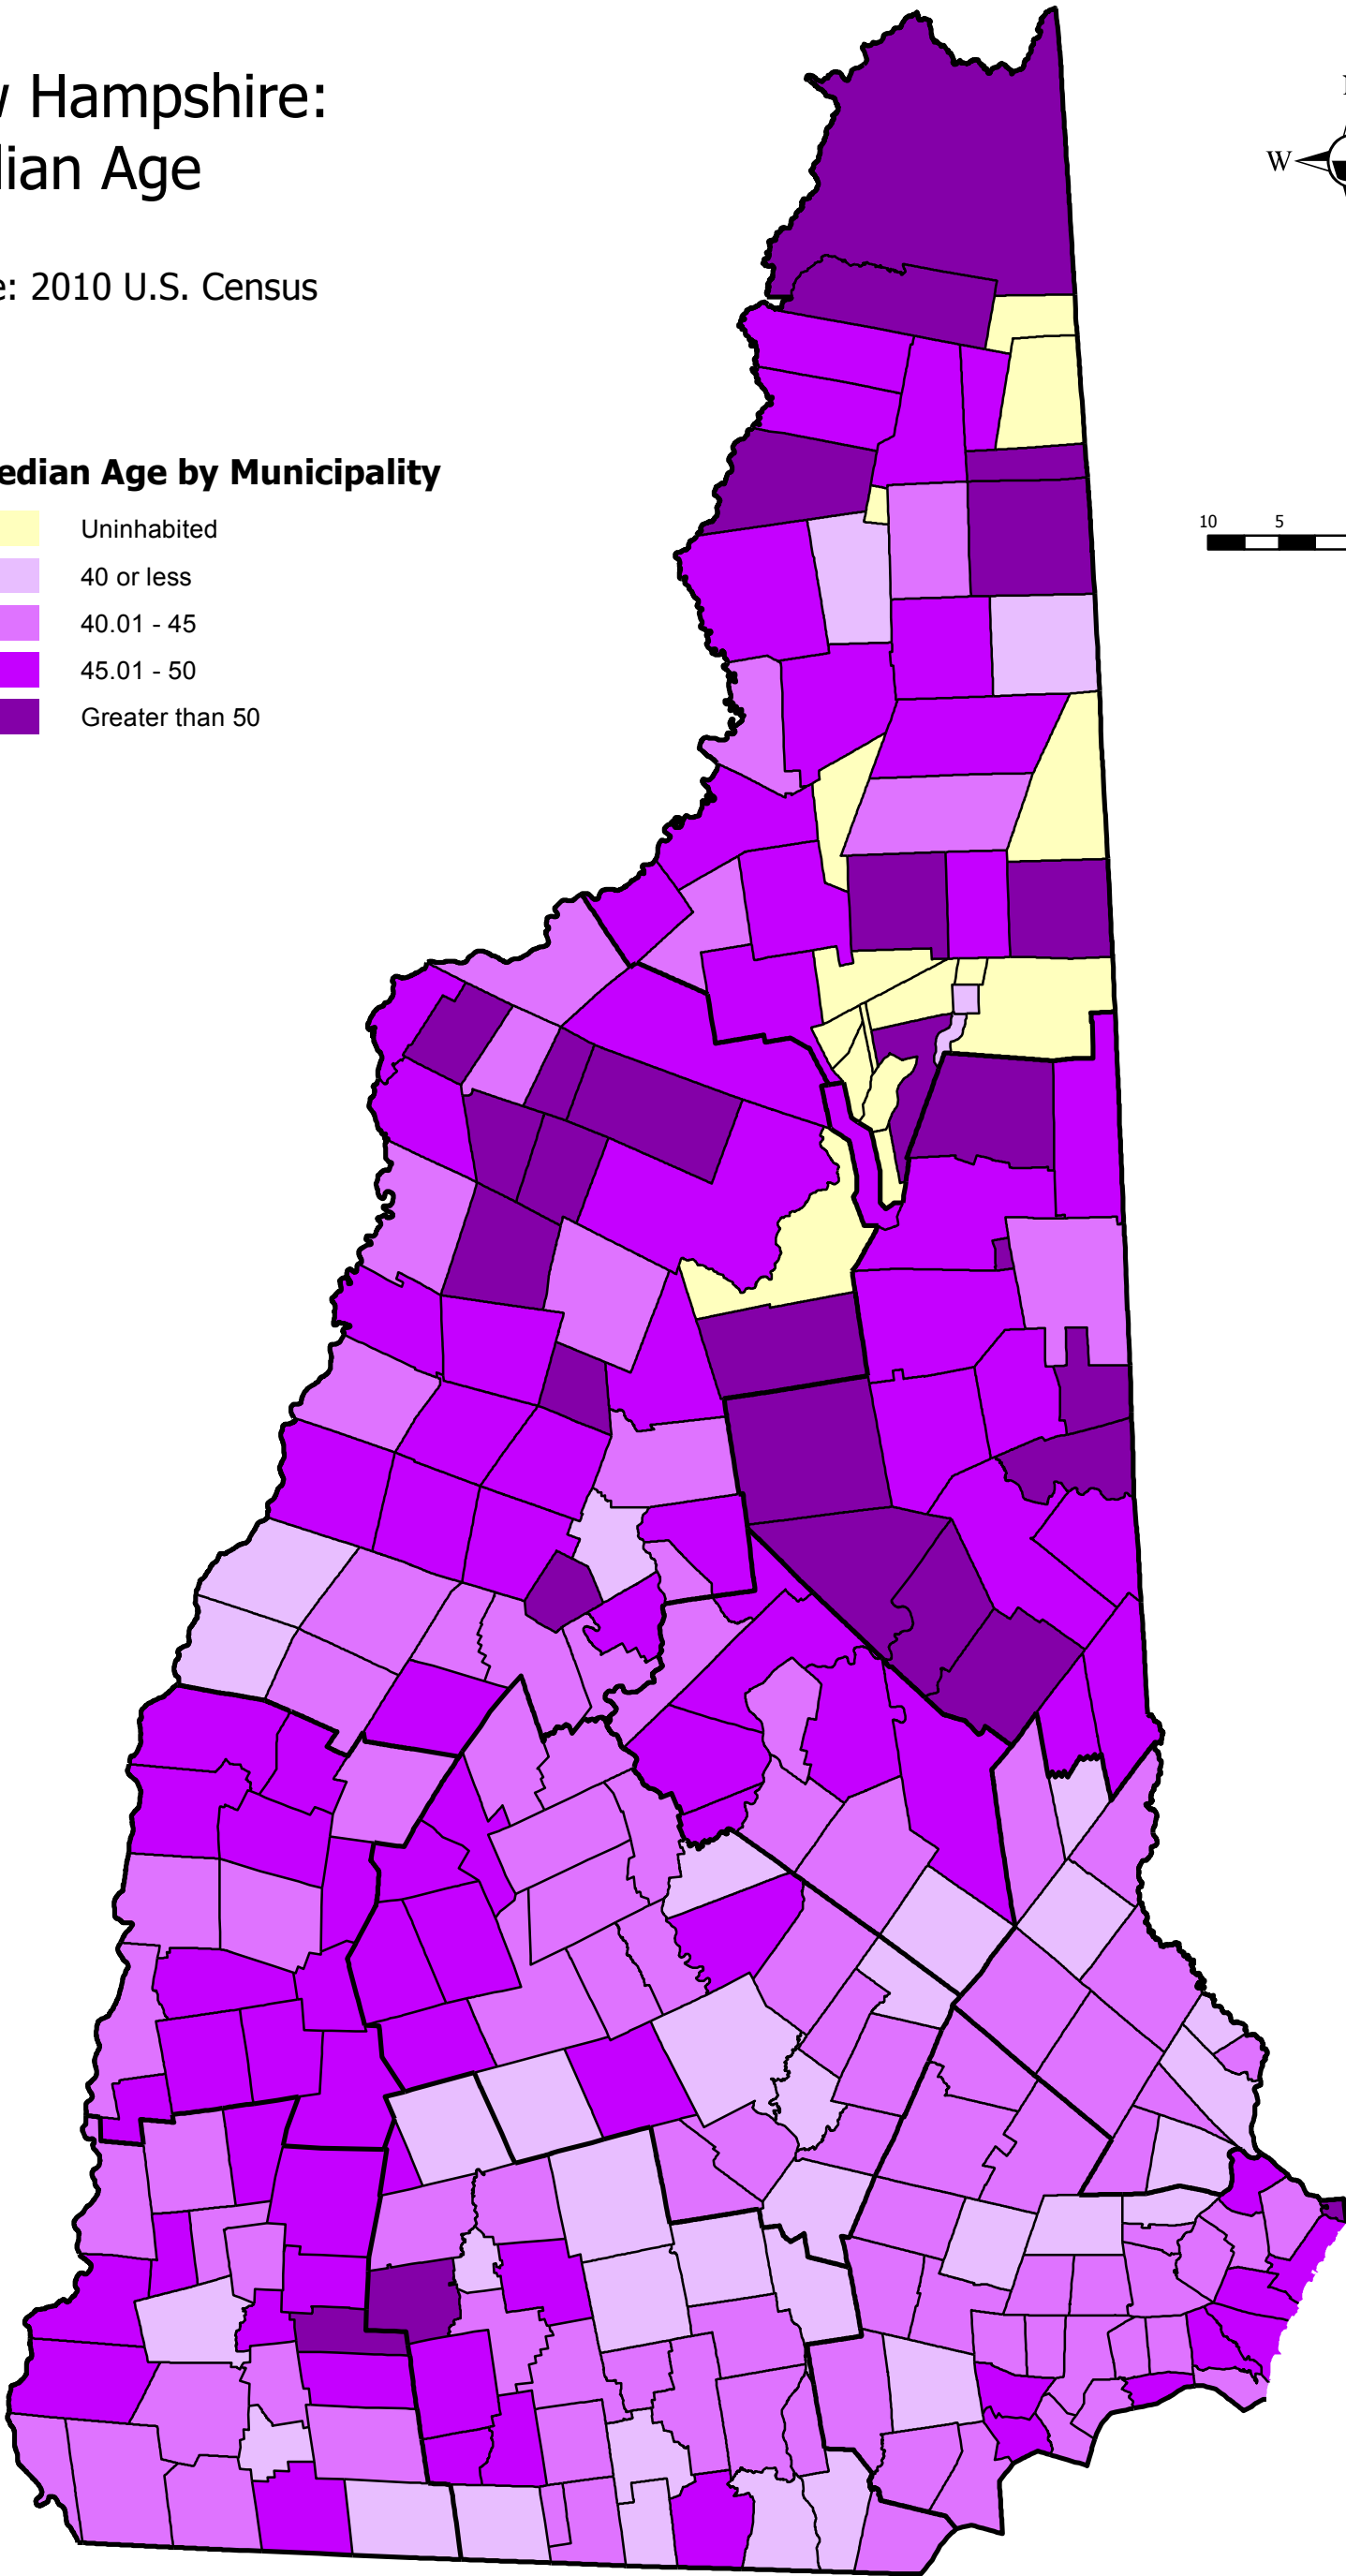 w Hampshire:
dian Age
e: 2010 U.S. Census
edian Age by Municipality
Uninhabited
40 or less
40.01 - 45
45.01 - 50
Greater than 50
W
10 5